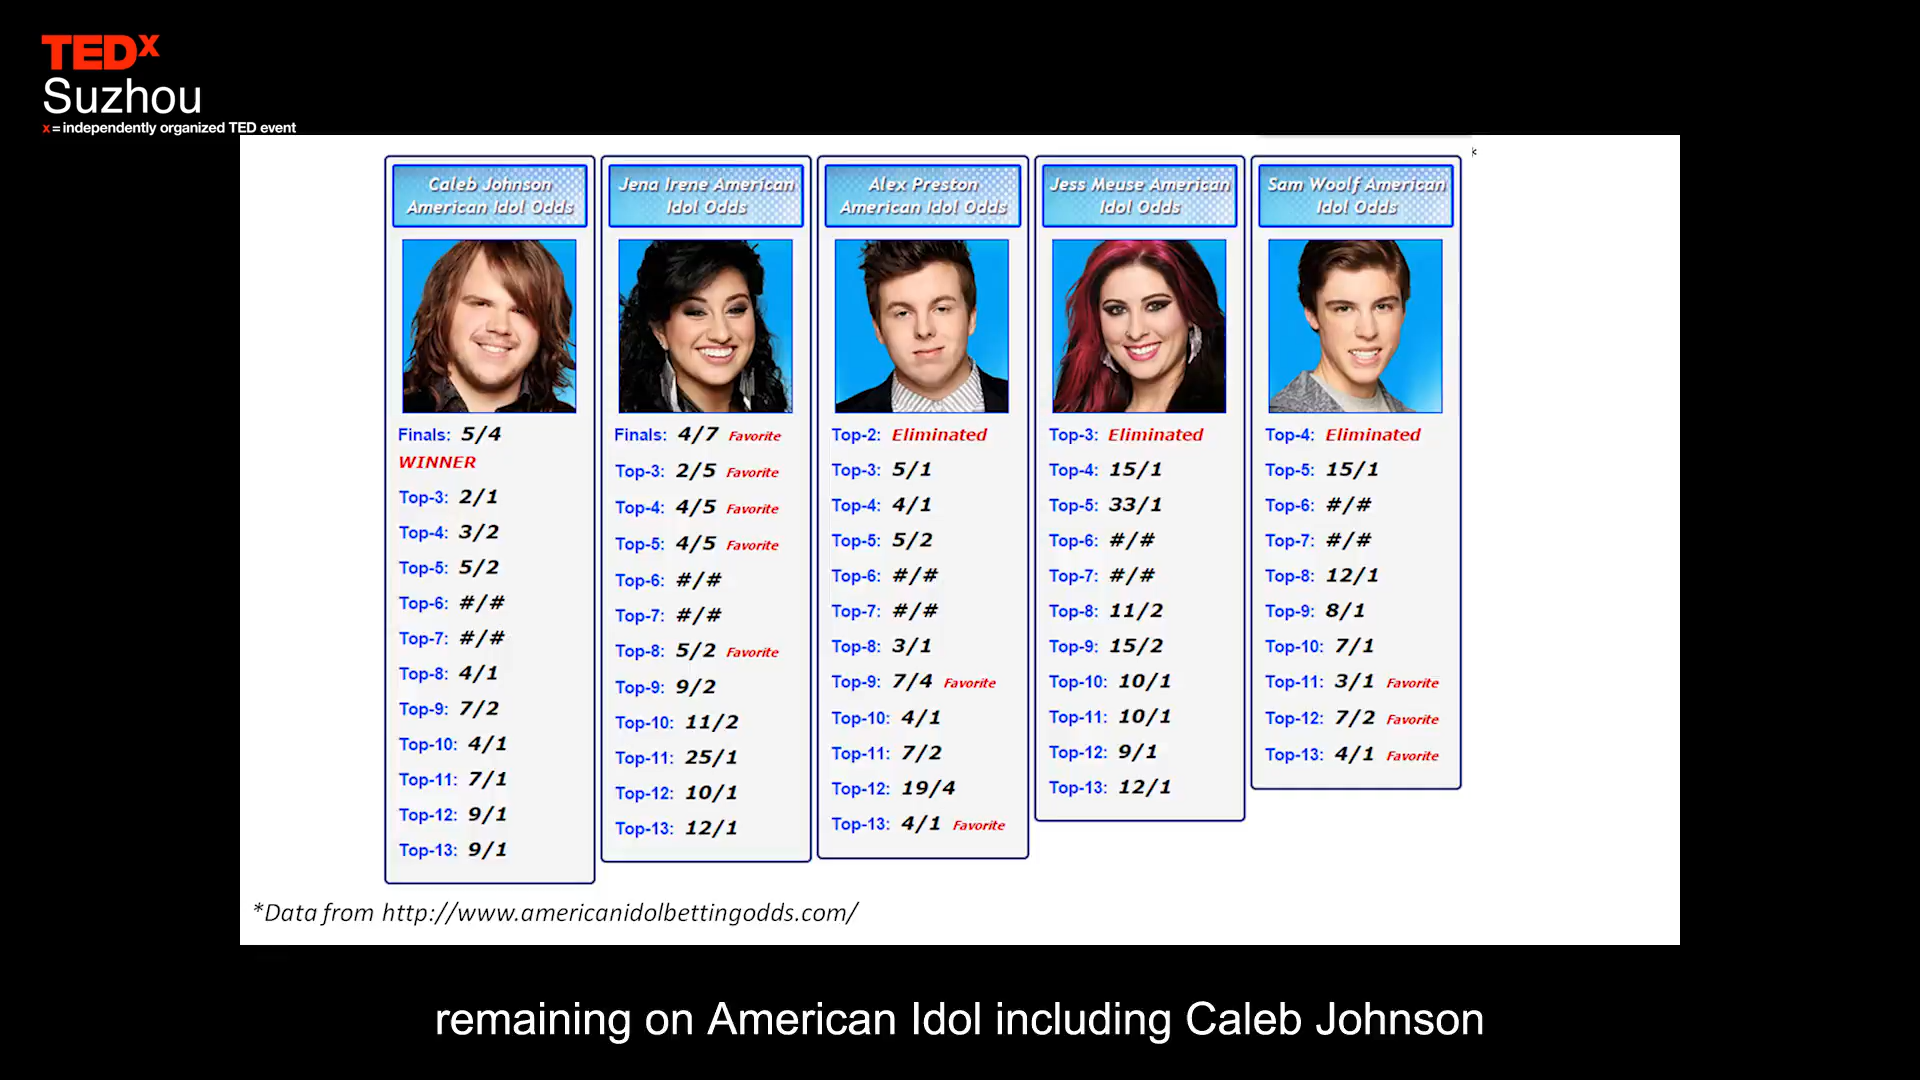 TEDx
Suzhou
x = independently organized TED event
*
Caleb Johnson
American Idol Odds
Finals: 5/4
WINNER
Top-3: 2/1
Top-4: 3/2
Top-5: 5/2
Top-6: #/#
Top-7: #/#
Top-8: 4/1
Top-9: 7/2
Top-10: 4/1
Top-11: 7/1
Top-12: 9/1
Top-13: 9/1
Jena Irene American
Idol Odds
Finals: 4/7 Favorite
Top-3: 2/5 Favorite
Top-4: 4/5 Favorite
Top-5: 4/5 Favorite
Top-6: #/#
Top-7: #/#
Top-8: 5/2 Favorite
Top-9: 9/2
Top-10: 11/2
Top-11: 25/1
Top-12: 10/1
Top-13: 12/1
Alex Preston
American Idol Odds
Top-2: Eliminated
Top-3: 5/1
Top-4: 4/1
Top-5: 5/2
Top-6: #/#
Top-7: #/#
Top-8: 3/1
Top-9: 7/4 Favorite
Top-10: 4/1
Top-11: 7/2
Top-12: 19/4
Top-13: 4/1 Favorite
Jess Meuse American
Idol Odds
Top-3: Eliminated
Top-4: 15/1
Top-5: 33/1
Top-6: #/#
Top-7: #/#
Top-8: 11/2
Top-9: 15/2
Top-10: 10/1
Top-11: 10/1
Top-12: 9/1
Top-13: 12/1
Sam Woolf American
Idol Odds
Top-4: Eliminated
Top-5: 15/1
Top-6: #/#
Top-7: #/#
Top-8: 12/1
Top-9: 8/1
Top-10: 7/1
Top-11: 3/1 Favorite
Top-12: 7/2 Favorite
Top-13: 4/1 Favorite
*Data from http://www.americanidolbettingodds.com/
remaining on American Idol including Caleb Johnson